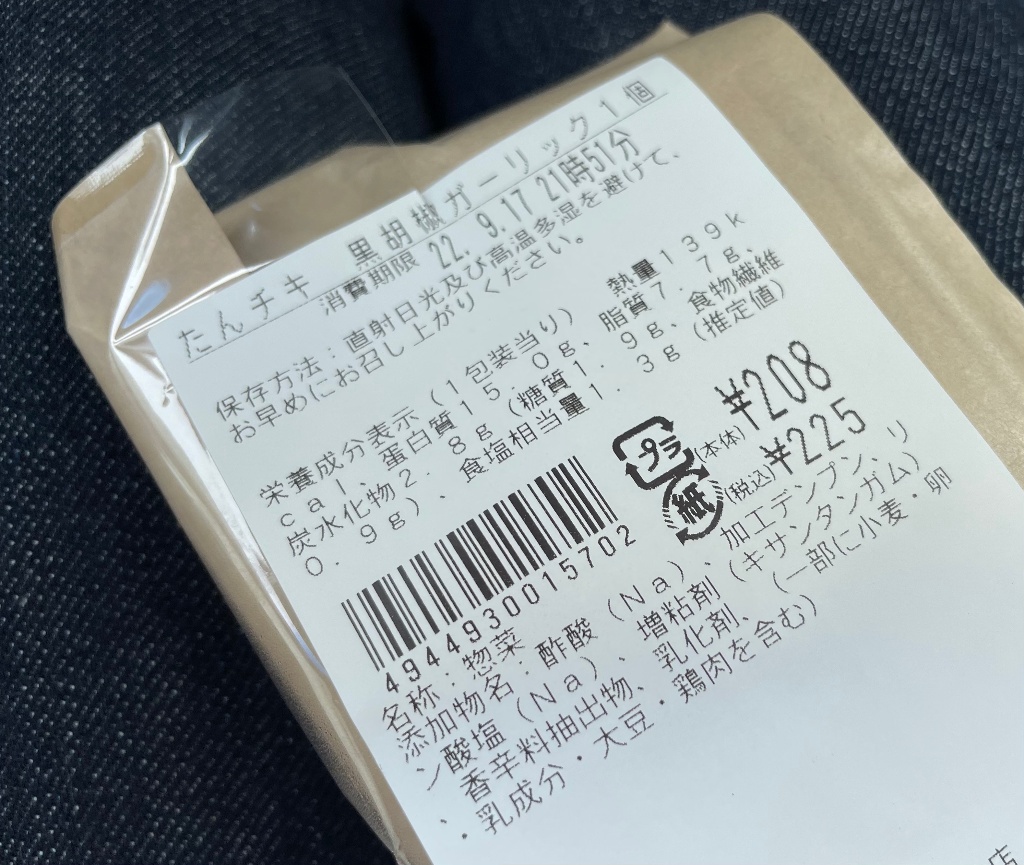 たんチキ 黒胡椒ガーリック1個
消費期限 22. 9.17 21時51分
保存方法：直射日光及び高温多湿を避けて、
お早めにお召し上がりください。
栄養成分表示（1包装当り） 熱量139k
cal、蛋白質15.0g、脂質7.7g、
炭水化物2.8g（糖質1.9g、食物繊維
0.9g）、食塩相当量1.3g（推定値）
プラ
紙
(本体) ¥208
(税込) ¥225
4944930015702
名称：惣菜
添加物名：酢酸（Na）、加工デンプン、リ
ン酸塩（Na）、増粘剤（キサンタンガム）
、香辛料抽出物、乳化剤、（一部に小麦・卵
・乳成分・大豆・鶏肉を含む）
店